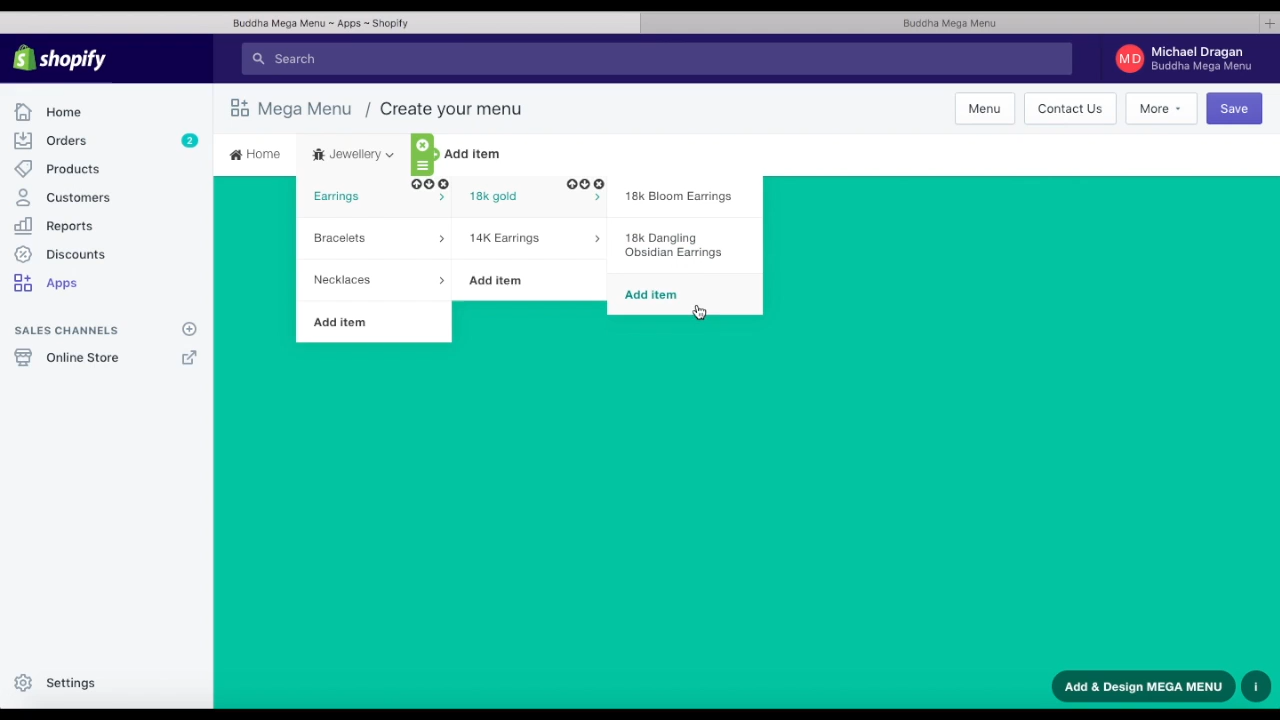 Buddha Mega Menu ~ Apps ~ Shopify
Buddha Mega Menu
shopify
Search
MD
Michael Dragan
Buddha Mega Menu
Home
Orders
2
Products
Customers
Reports
Discounts
Apps
SALES CHANNELS
Online Store
Settings
Mega Menu / Create your menu
Menu
Contact Us
More
Save
Home
Jewellery
Add item
Earrings
Bracelets
Necklaces
Add item
18k gold
14K Earrings
Add item
18k Bloom Earrings
18k Dangling
Obsidian Earrings
Add item
Add & Design MEGA MENU
i